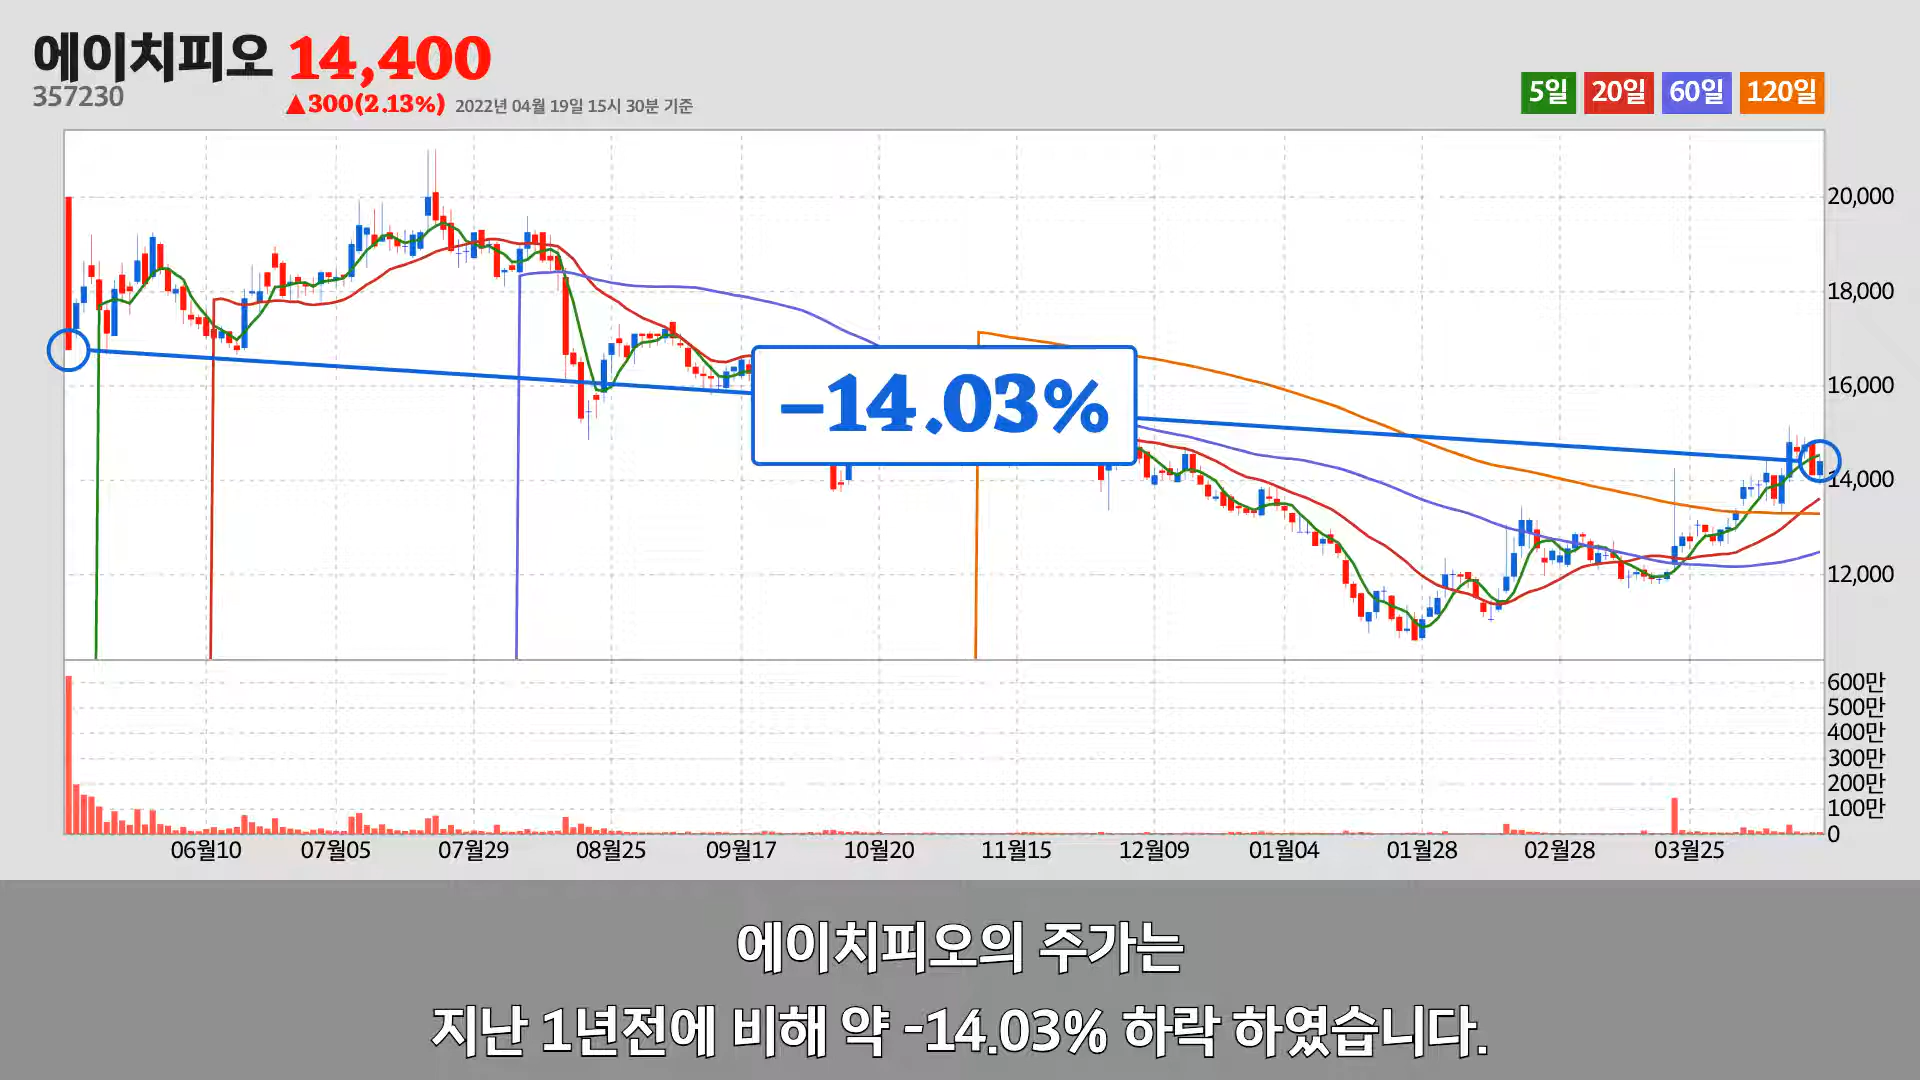 에이치피오 14,400
357230
▲300(2.13%) 2022년 04월 19일 15시 30분 기준
5일 20일 60일 120일
20,000
18,000
16,000
14,000
12,000
-14.03%
600만
500만
400만
300만
200만
100만
0
06월10 07월05 07월29 08월25 09월17 10월20 11월15 12월09 01월04 01월28 02월28 03월25
에이치피오의 주가는
지난 1년전에 비해 약 -14.03% 하락 하였습니다.